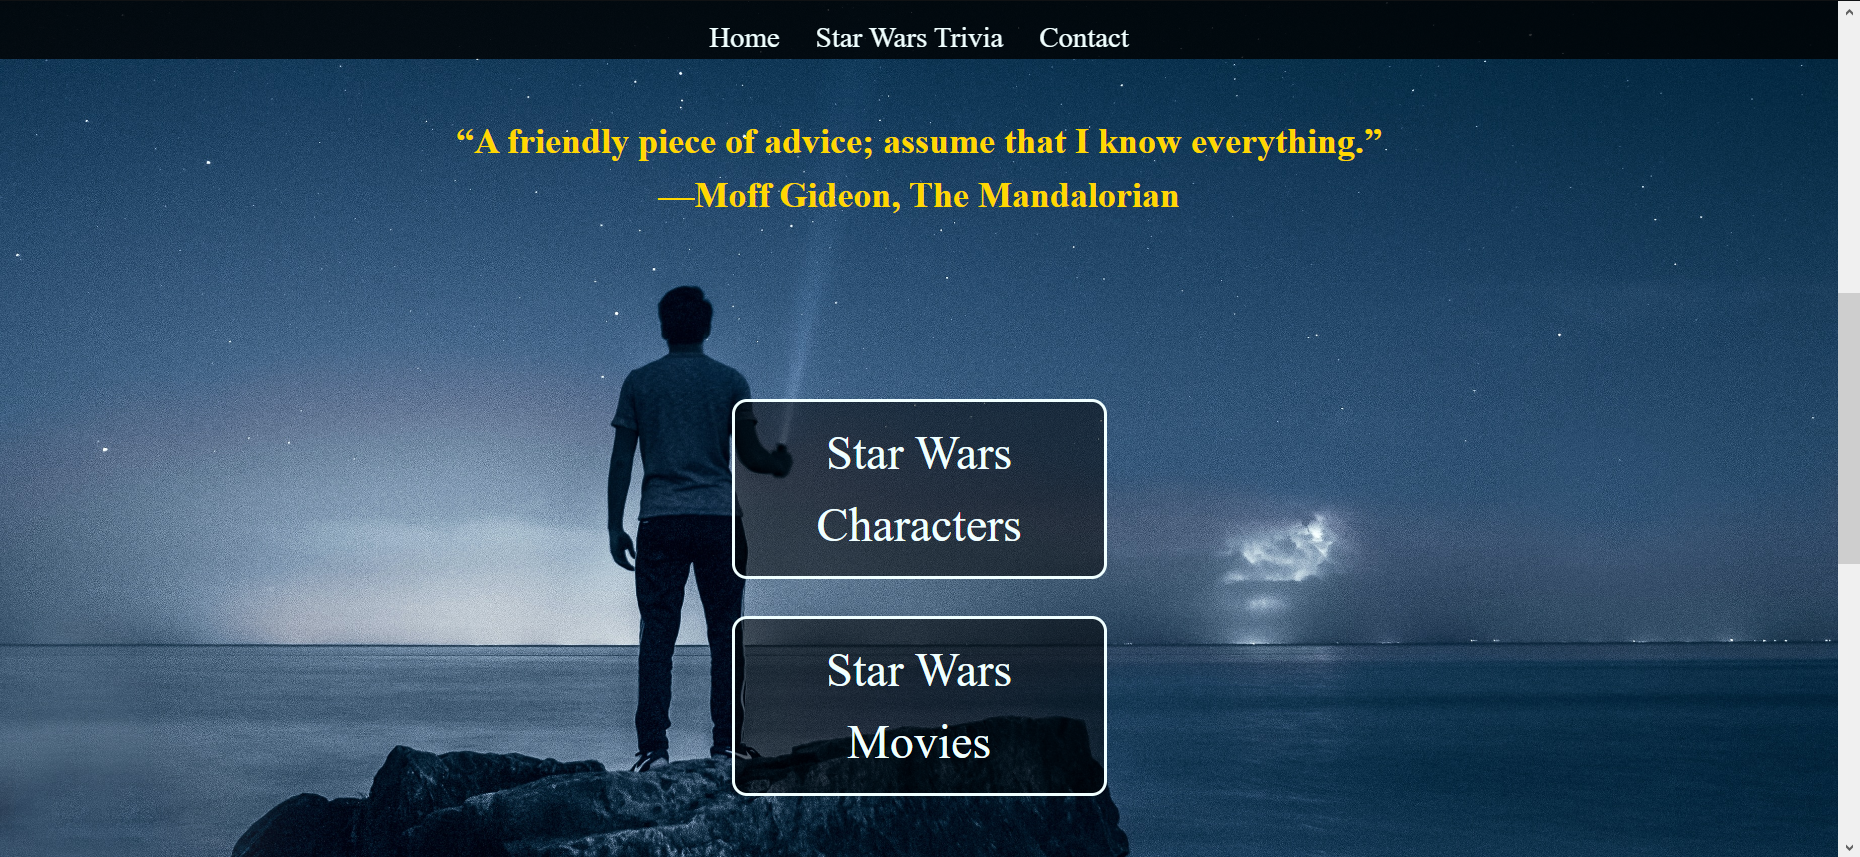 Home Star Wars Trivia Contact
“A friendly piece of advice; assume that I know everything.”
—Moff Gideon, The Mandalorian
Star Wars
Characters
Star Wars
Movies